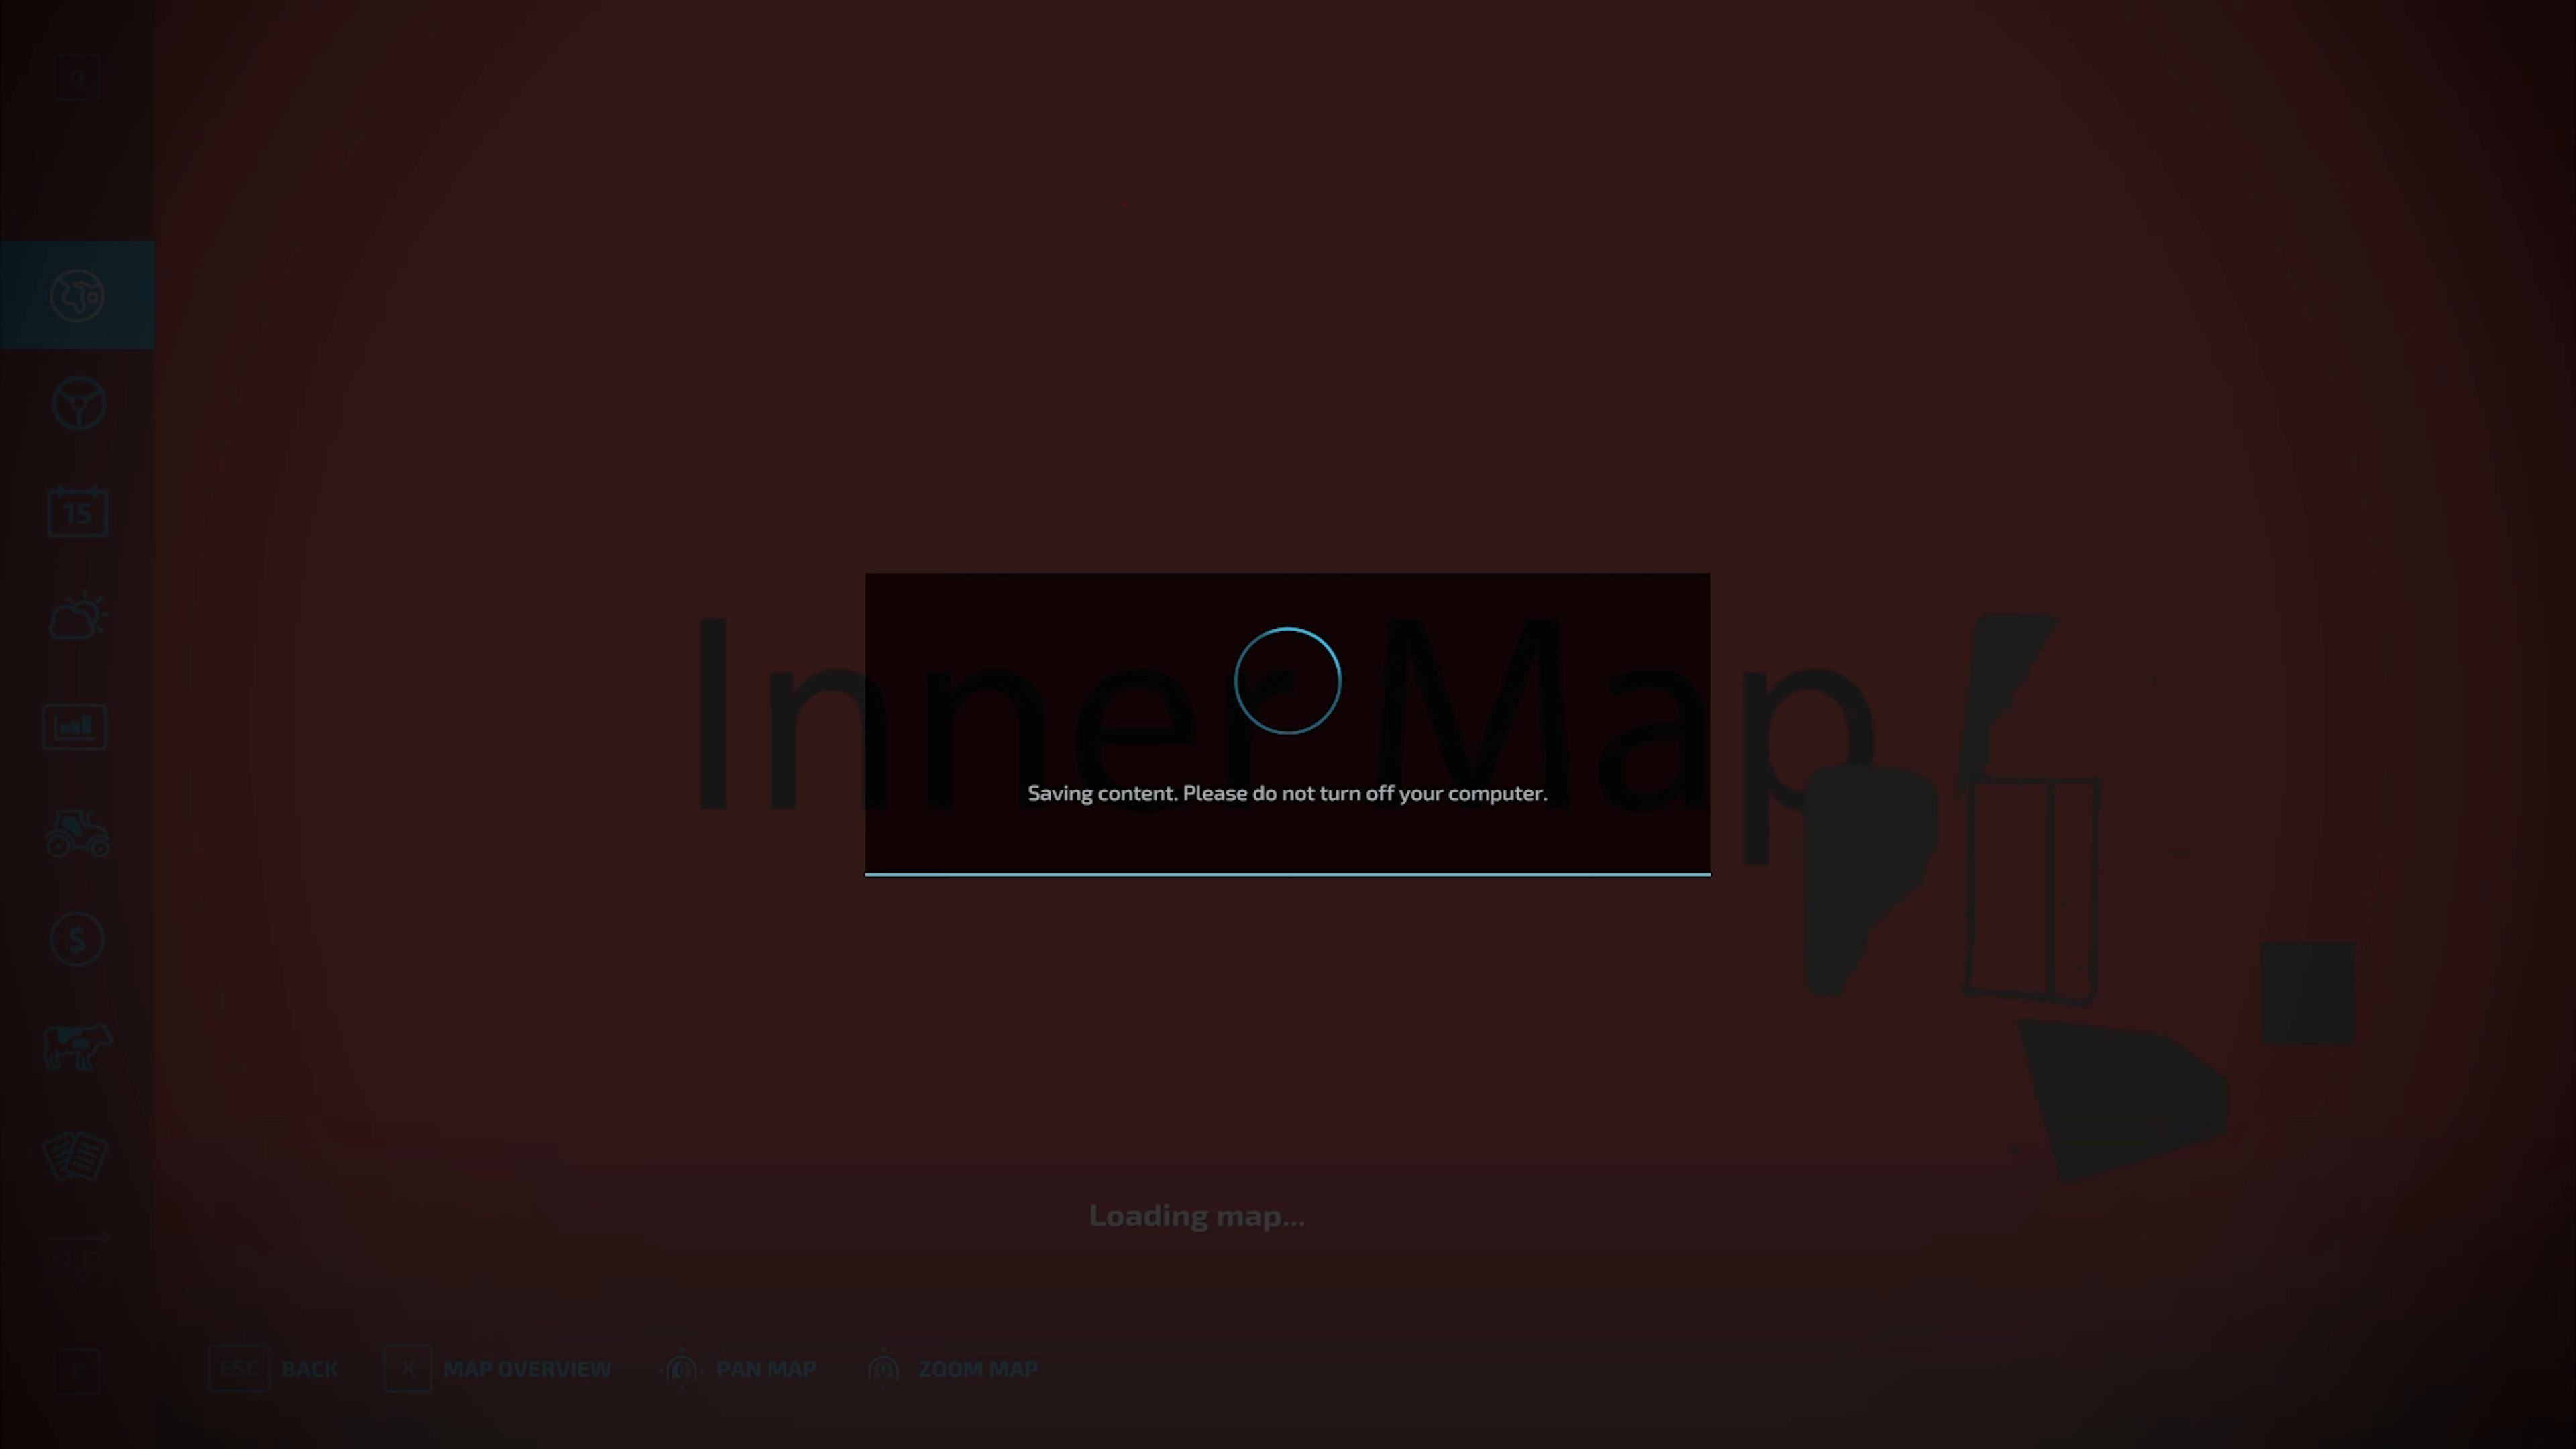 Q
15
Inner Map
Saving content. Please do not turn off your computer.
$
Loading map...
ESC BACK X MAP OVERVIEW PAN MAP ZOOM MAP